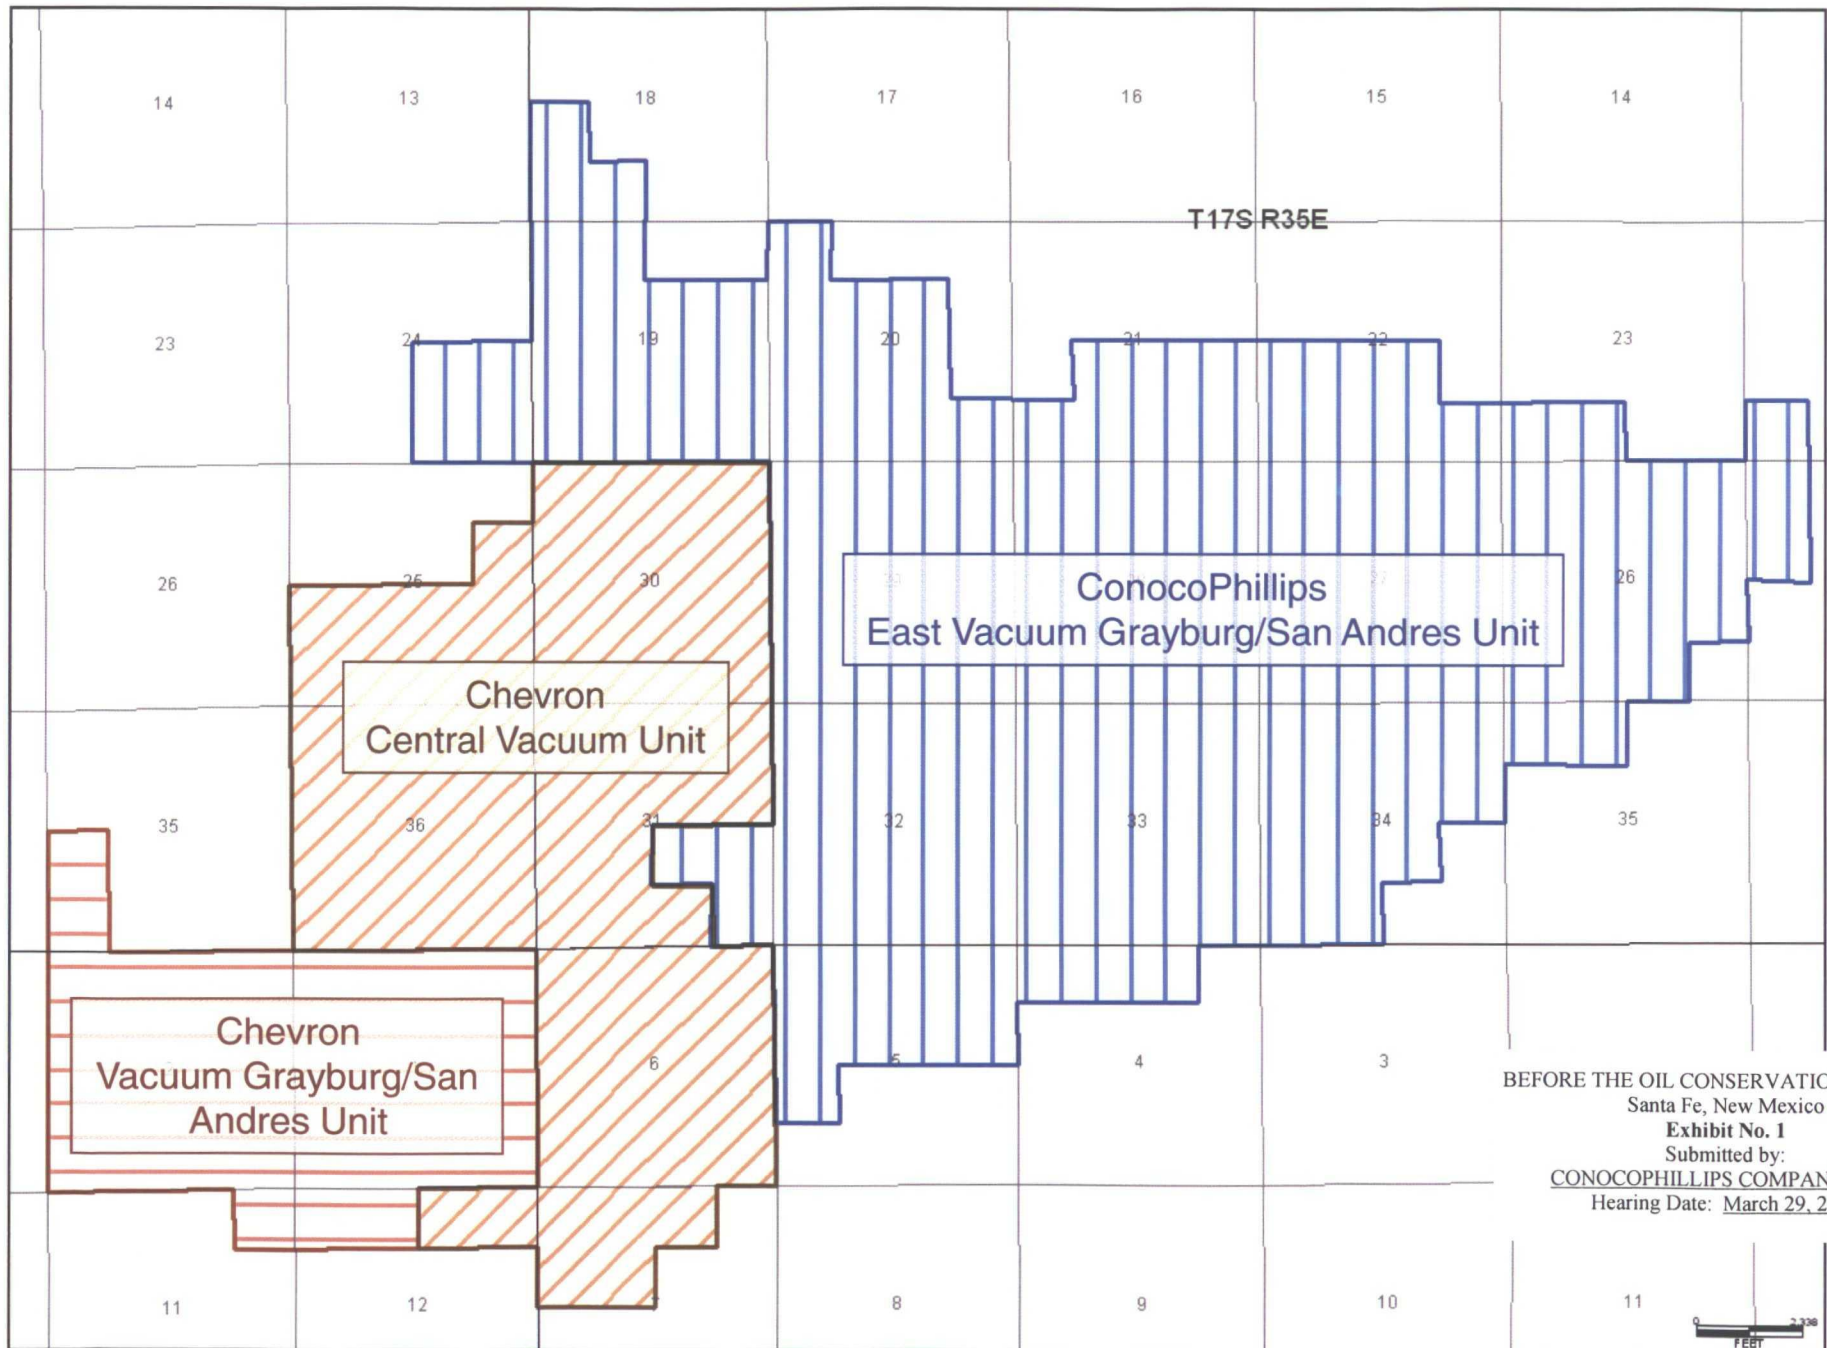 14 13 18 17 16 15 14
T17S R35E
23 24 19 20 21 22 23
26 25 30 26
ConocoPhillips
East Vacuum Grayburg/San Andres Unit
Chevron
Central Vacuum Unit
35 36 31 32 33 34 35
Chevron
Vacuum Grayburg/San
Andres Unit
6 5 4 3
BEFORE THE OIL CONSERVATIO
Santa Fe, New Mexico
Exhibit No. 1
Submitted by:
CONOCOPHILLIPS COMPAN
Hearing Date: March 29, 2
11 12 8 9 10 11
0 2,338
FEET